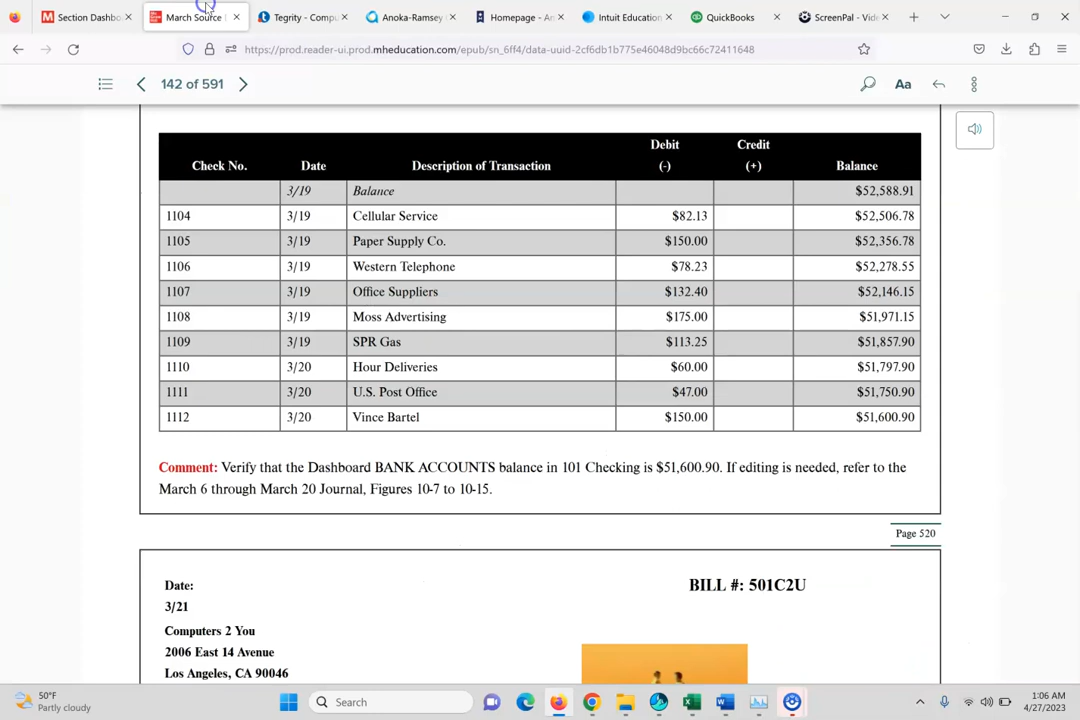 Section Dashbo
March Source
Tegrity - Compu
Anoka-Ramsey
Homepage - An
Intuit Education
QuickBooks
ScreenPal - Vid
https://prod.reader-ui.prod.mheducation.com/epub/sn_6ff4/data-uuid-2cf6db1b775e46048d9bc66c72411648
142 of 591
Aa
Debit Credit
Check No. Date Description of Transaction (-) (+) Balance
3/19 Balance $52,588.91
1104 3/19 Cellular Service $82.13 $52,506.78
1105 3/19 Paper Supply Co. $150.00 $52,356.78
1106 3/19 Western Telephone $78.23 $52,278.55
1107 3/19 Office Suppliers $132.40 $52,146.15
1108 3/19 Moss Advertising $175.00 $51,971.15
1109 3/19 SPR Gas $113.25 $51,857.90
1110 3/20 Hour Deliveries $60.00 $51,797.90
1111 3/20 U.S. Post Office $47.00 $51,750.90
1112 3/20 Vince Bartel $150.00 $51,600.90
Comment: Verify that the Dashboard BANK ACCOUNTS balance in 101 Checking is $51,600.90. If editing is needed, refer to the
March 6 through March 20 Journal, Figures 10-7 to 10-15.
Page 520
Date: BILL #: 501C2U
3/21
Computers 2 You
2006 East 14 Avenue
Los Angeles, CA 90046
50°F
Partly cloudy
Search
1:06 AM
4/27/2023